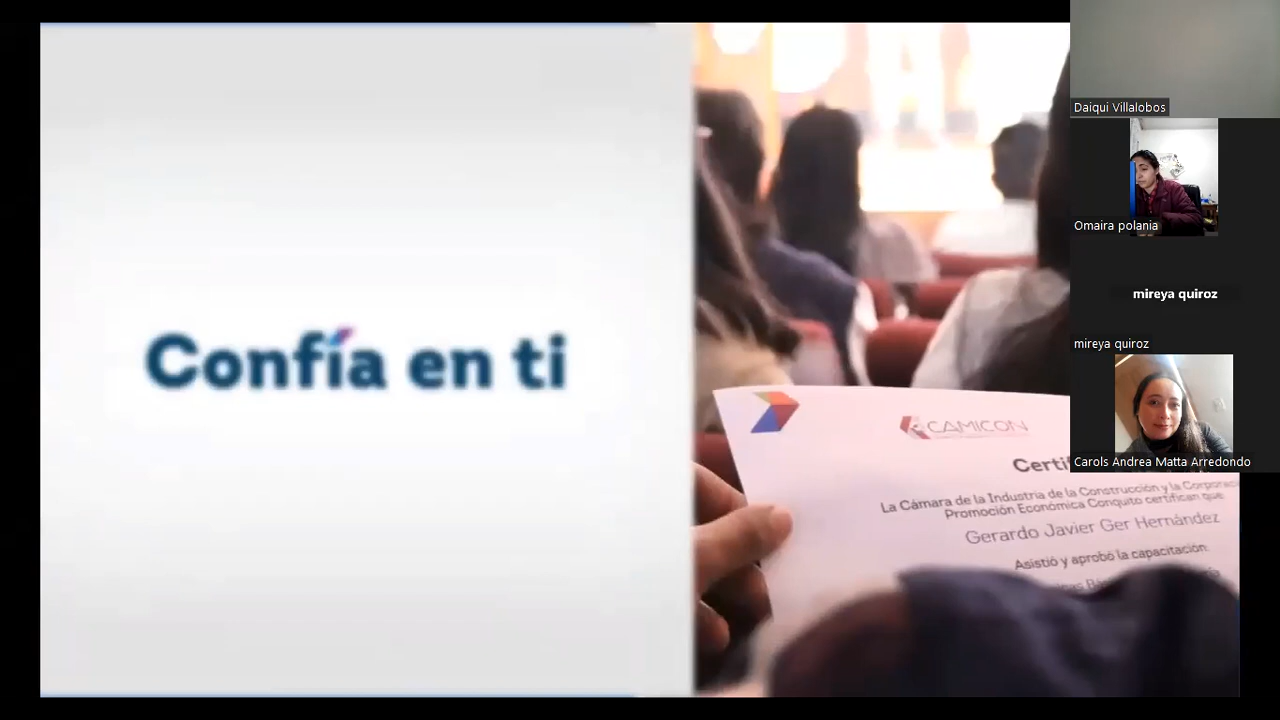 Confía en ti
CAMICON
Certi
La Cámara de la Industria de la Construcción y la Corporac
Promoción Económica Conquito certifican que
Gerardo Javier Ger Hernández
Asistió y aprobó la capacitación:
Daiqui Villalobos
Omaira polania
mireya quiroz
mireya quiroz
Carols Andrea Matta Arredondo